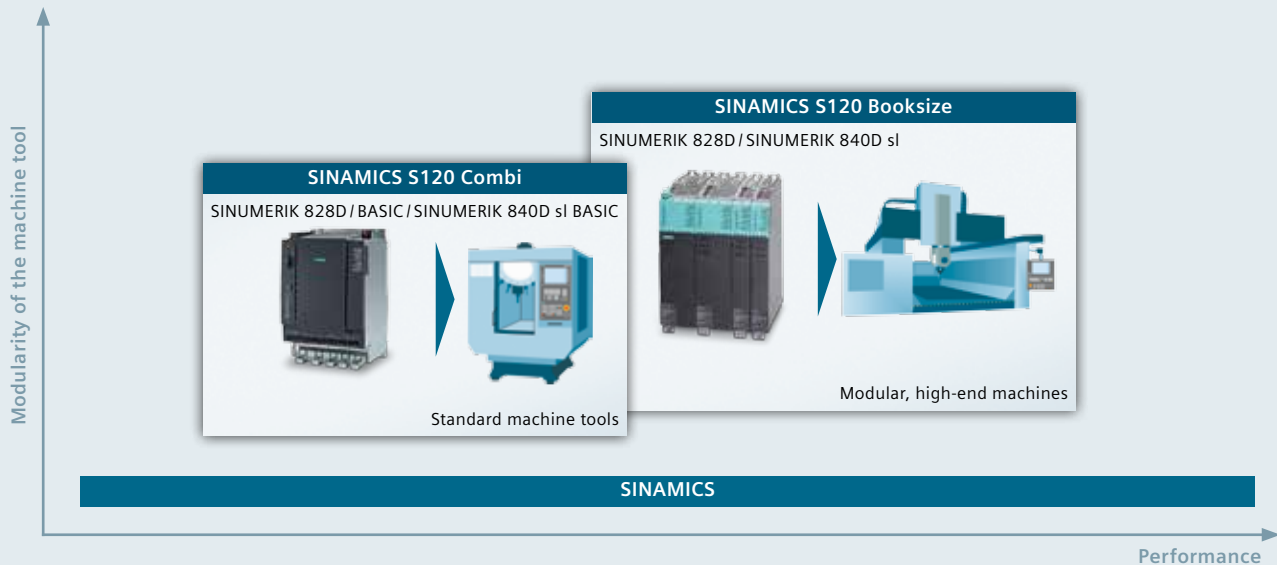 Modularity of the machine tool
SINAMICS S120 Booksize
SINUMERIK 828D / SINUMERIK 840D sl
Modular, high-end machines
SINAMICS S120 Combi
SINUMERIK 828D / BASIC / SINUMERIK 840D sl BASIC
Standard machine tools
SINAMICS
Performance